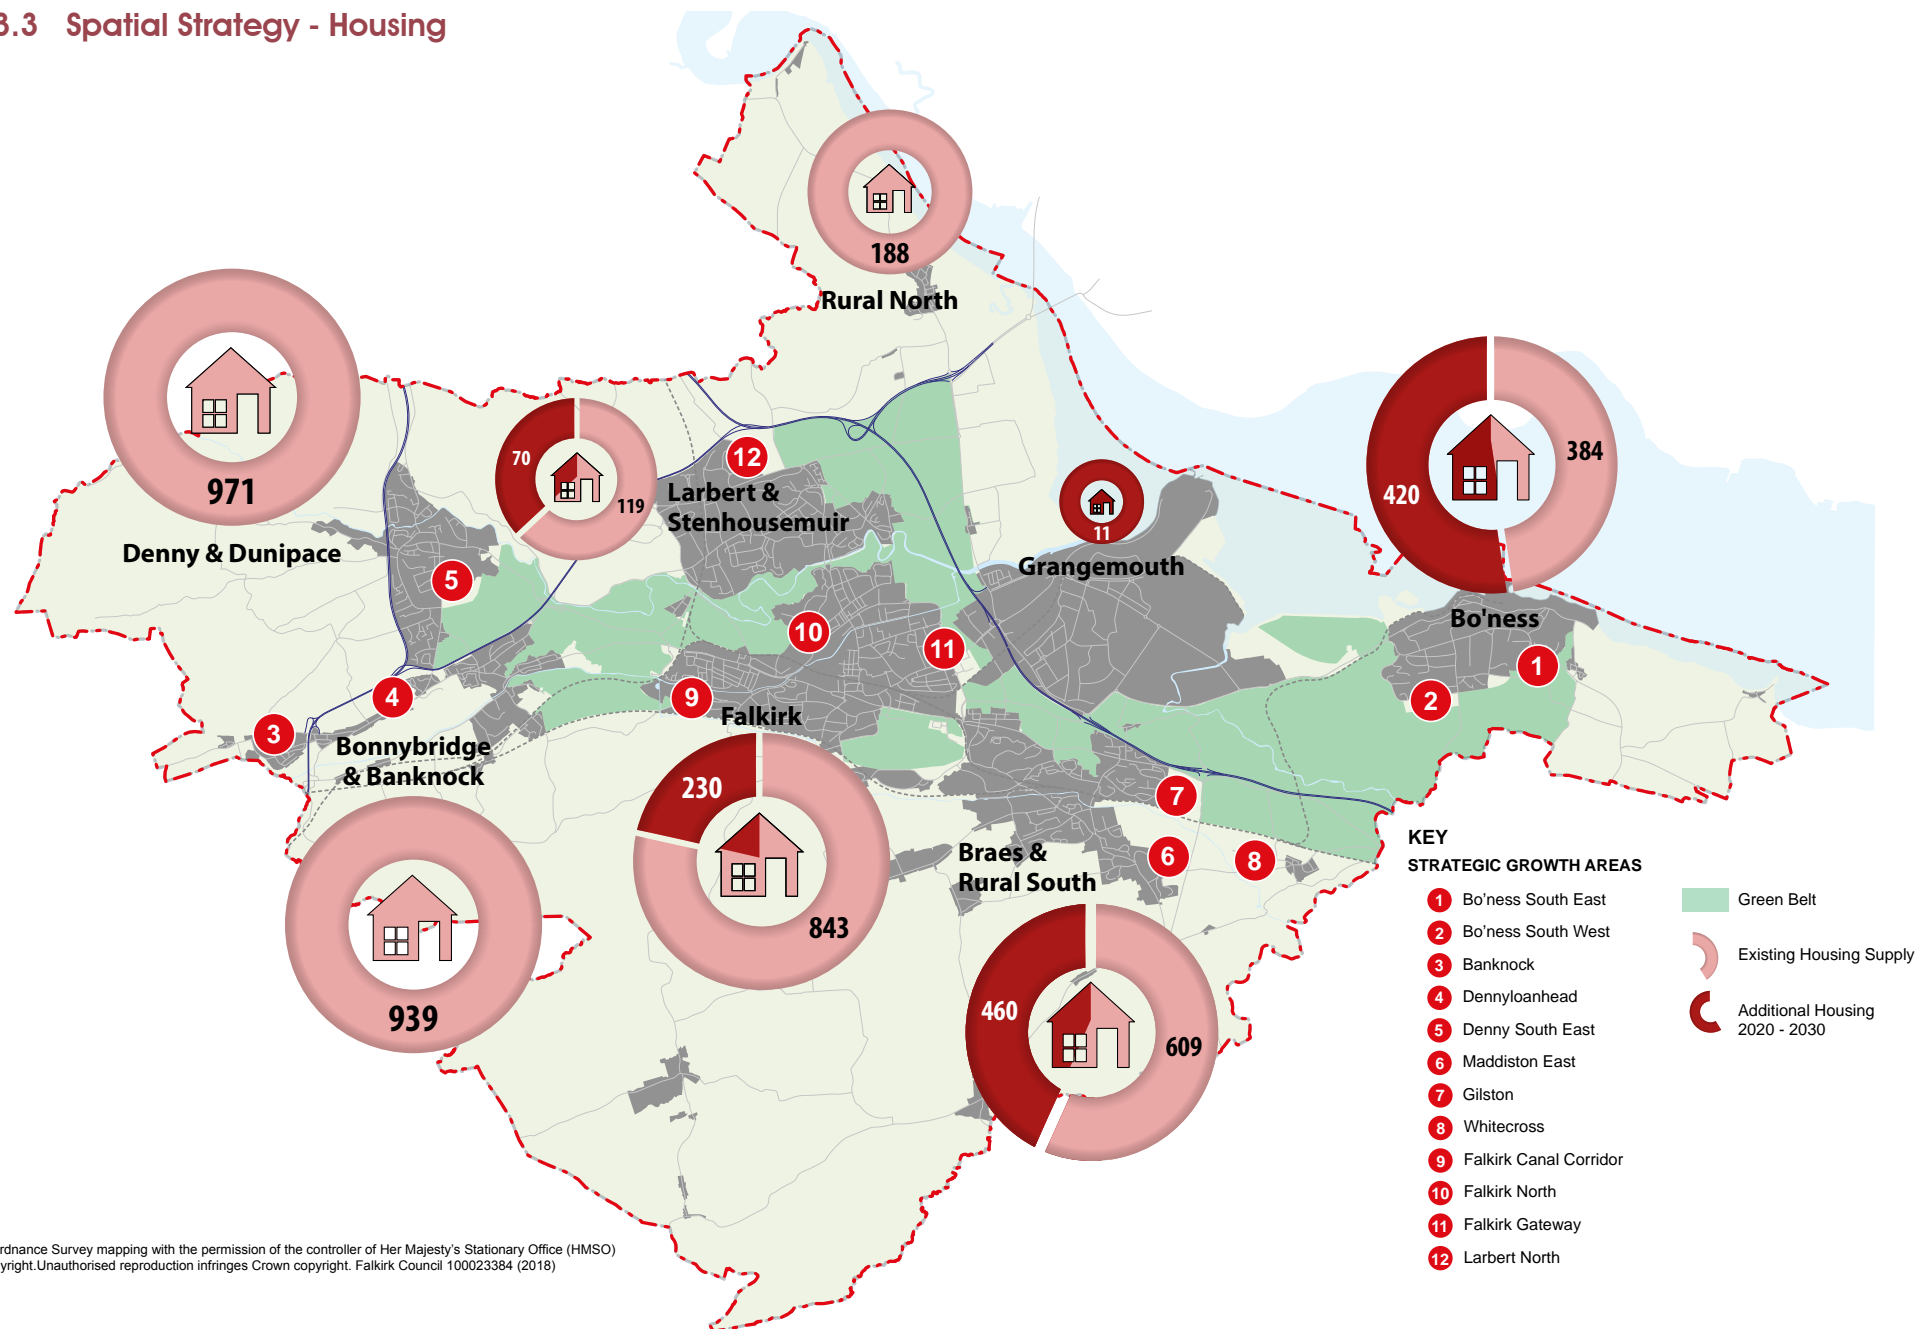 3.3 Spatial Strategy - Housing
188
Rural North
971
Denny & Dunipace
70
119
12
Larbert &
Stenhousemuir
11
Grangemouth
384
420
Bo'ness
5
10
11
1
2
9
4
3
Falkirk
Bonnybridge
& Banknock
230
843
939
7
6
8
Braes &
Rural South
460
609
KEY
STRATEGIC GROWTH AREAS
1 Bo'ness South East
2 Bo'ness South West
3 Banknock
4 Dennyloanhead
5 Denny South East
6 Maddiston East
7 Gilston
8 Whitecross
9 Falkirk Canal Corridor
10 Falkirk North
11 Falkirk Gateway
12 Larbert North
Green Belt
Existing Housing Supply
Additional Housing
2020 - 2030
rdnance Survey mapping with the permission of the controller of Her Majesty's Stationary Office (HMSO)
yright.Unauthorised reproduction infringes Crown copyright. Falkirk Council 100023384 (2018)